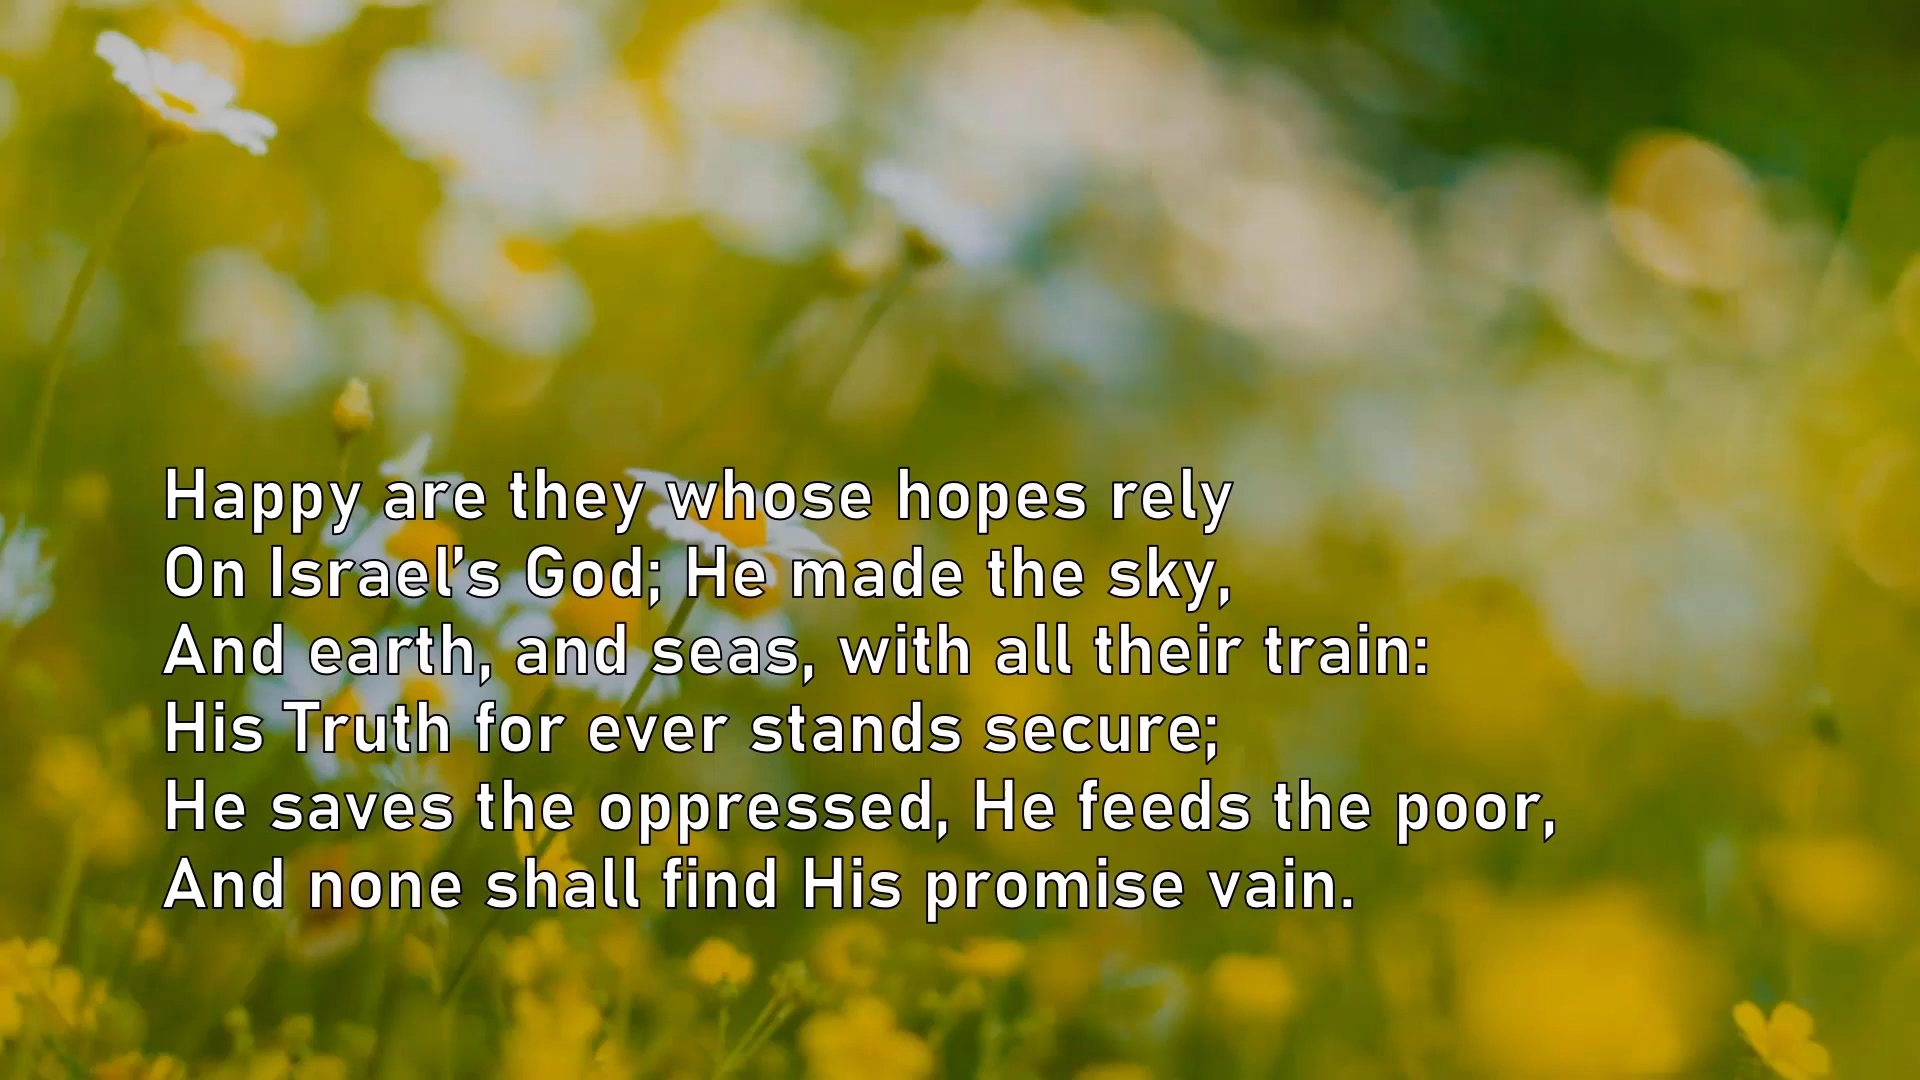 Happy are they whose hopes rely
On Israel’s God; He made the sky,
And earth, and seas, with all their train:
His Truth for ever stands secure;
He saves the oppressed, He feeds the poor,
And none shall find His promise vain.